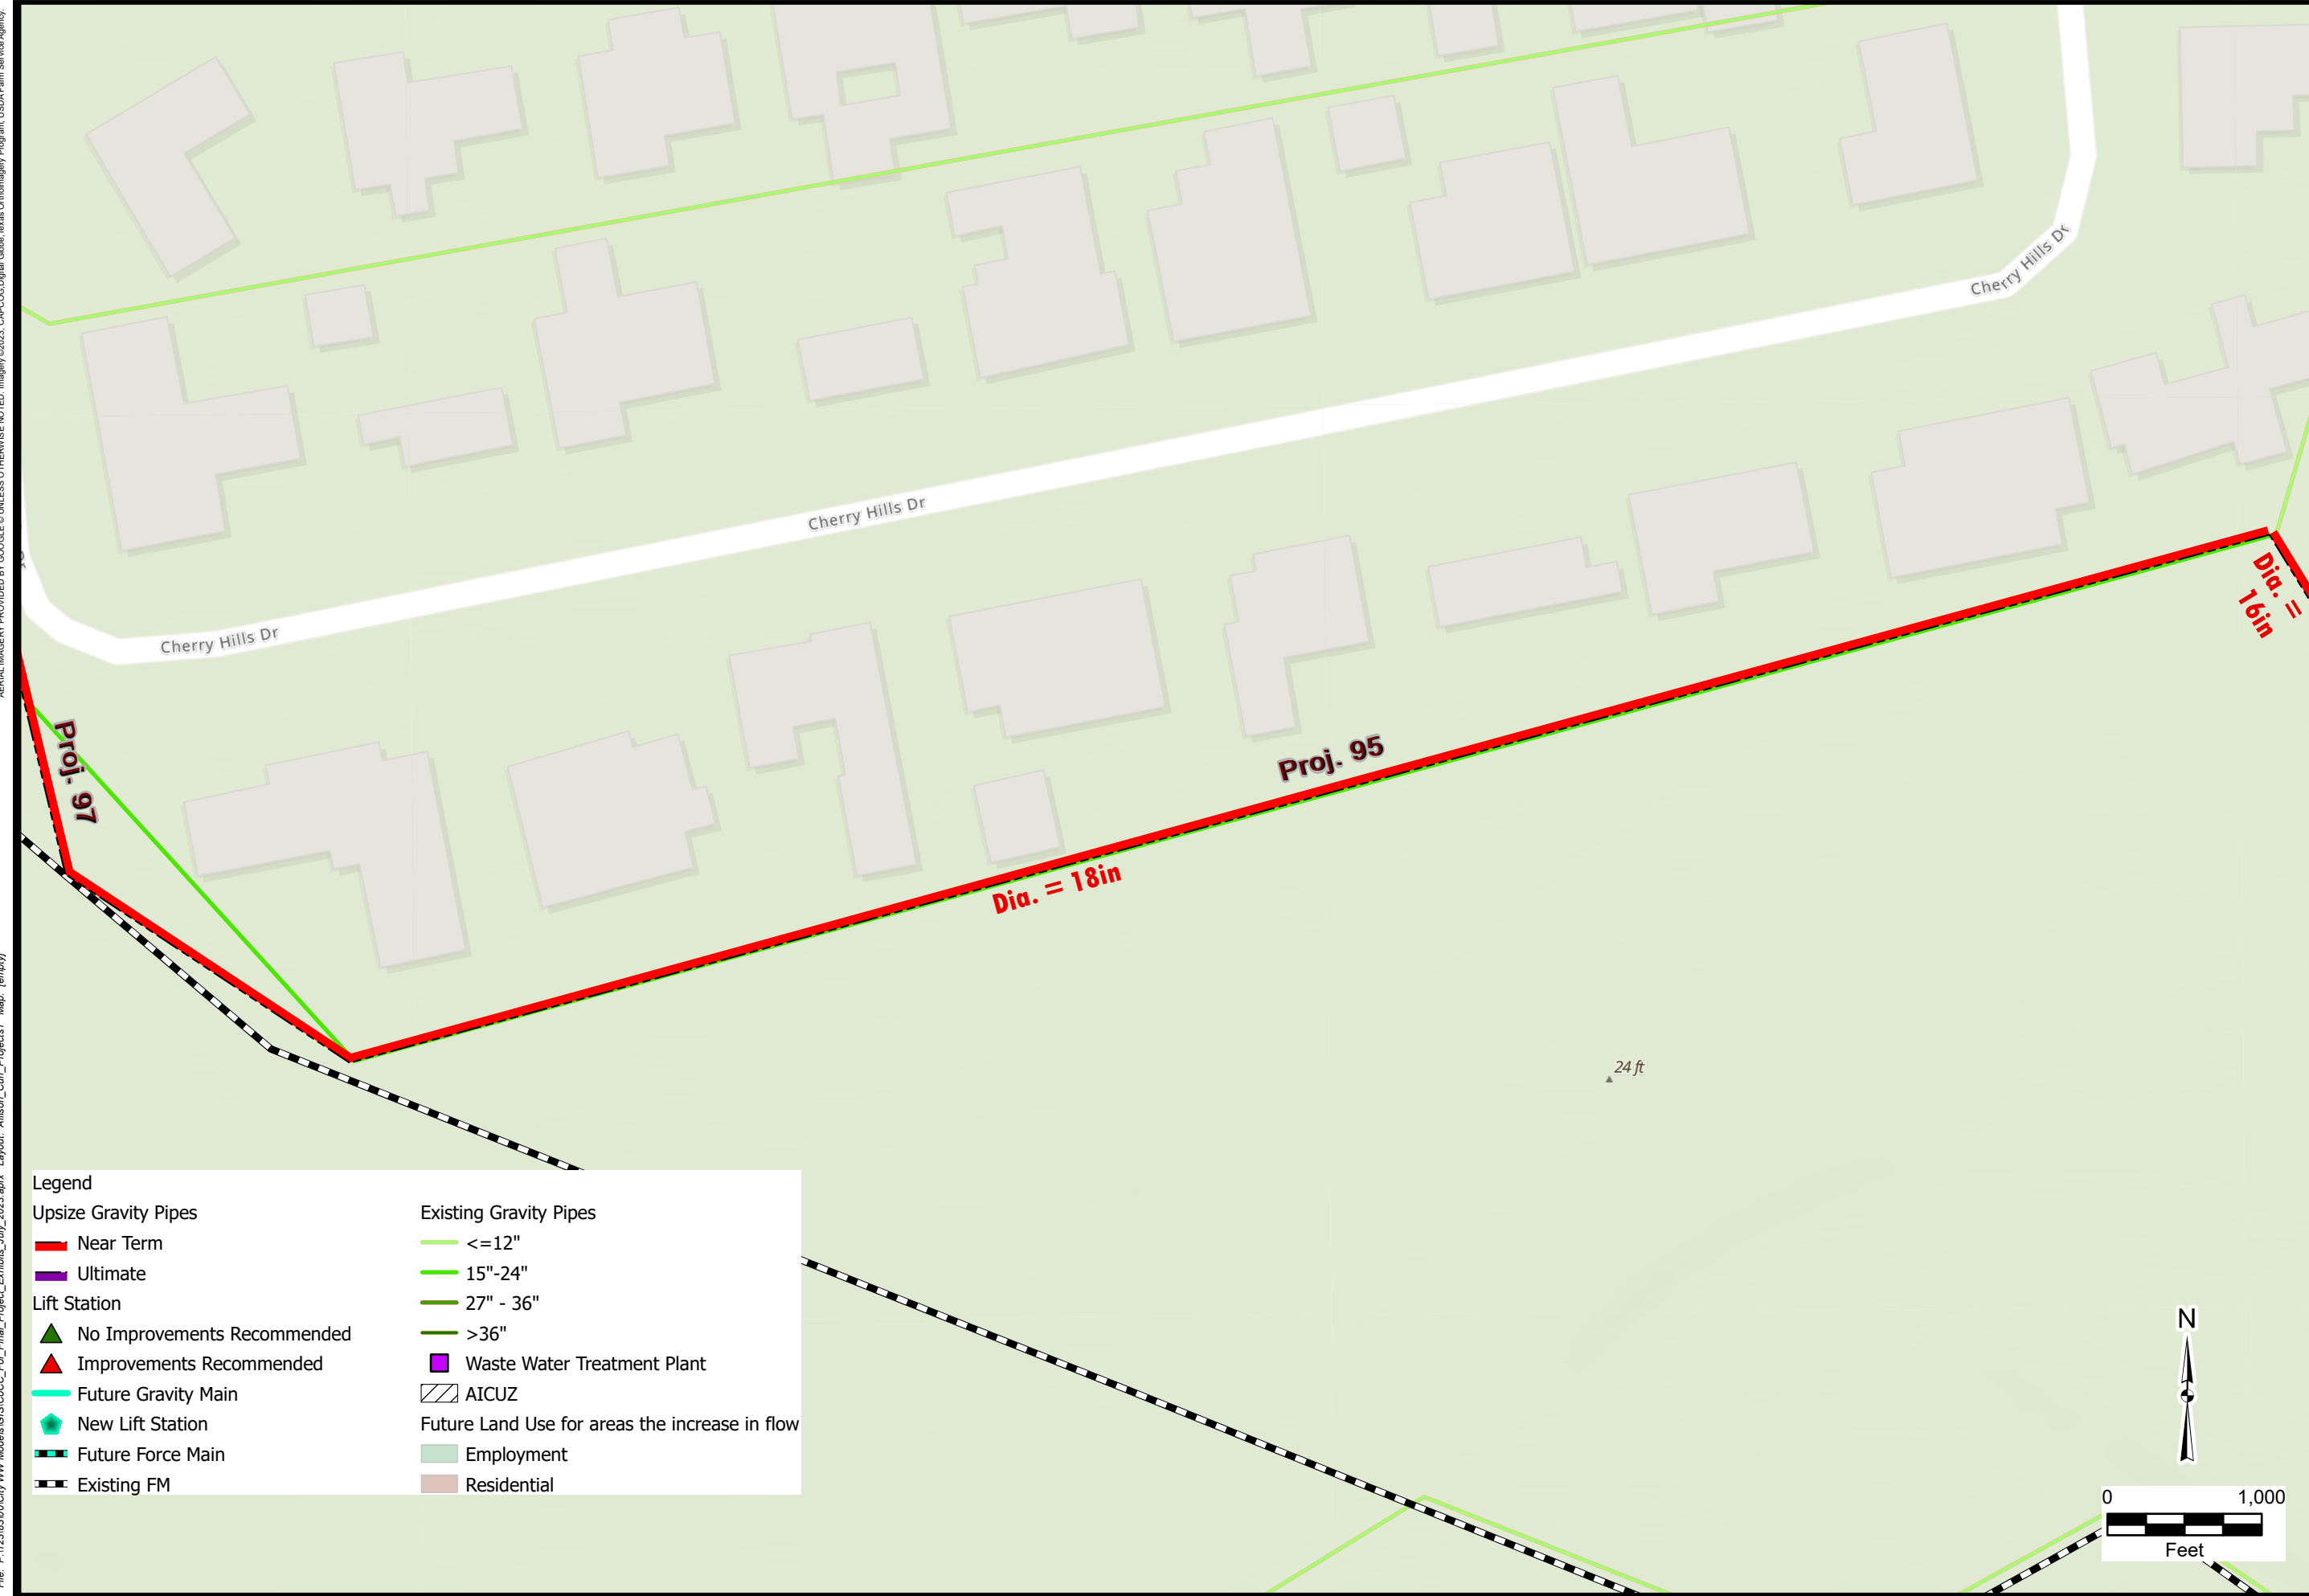 Cherry Hills Dr
Cherry Hills Dr
Cherry Hills Dr
Dia. =
16in
Proj. 97
Proj. 95
Dia. = 18in
24 ft
Legend
Upsize Gravity Pipes
Near Term
Ultimate
Lift Station
No Improvements Recommended
Improvements Recommended
Future Gravity Main
New Lift Station
Future Force Main
Existing FM
Existing Gravity Pipes
<=12"
15"-24"
27" - 36"
>36"
Waste Water Treatment Plant
AICUZ
Future Land Use for areas the increase in flow
Employment
Residential
N
0 1,000
Feet